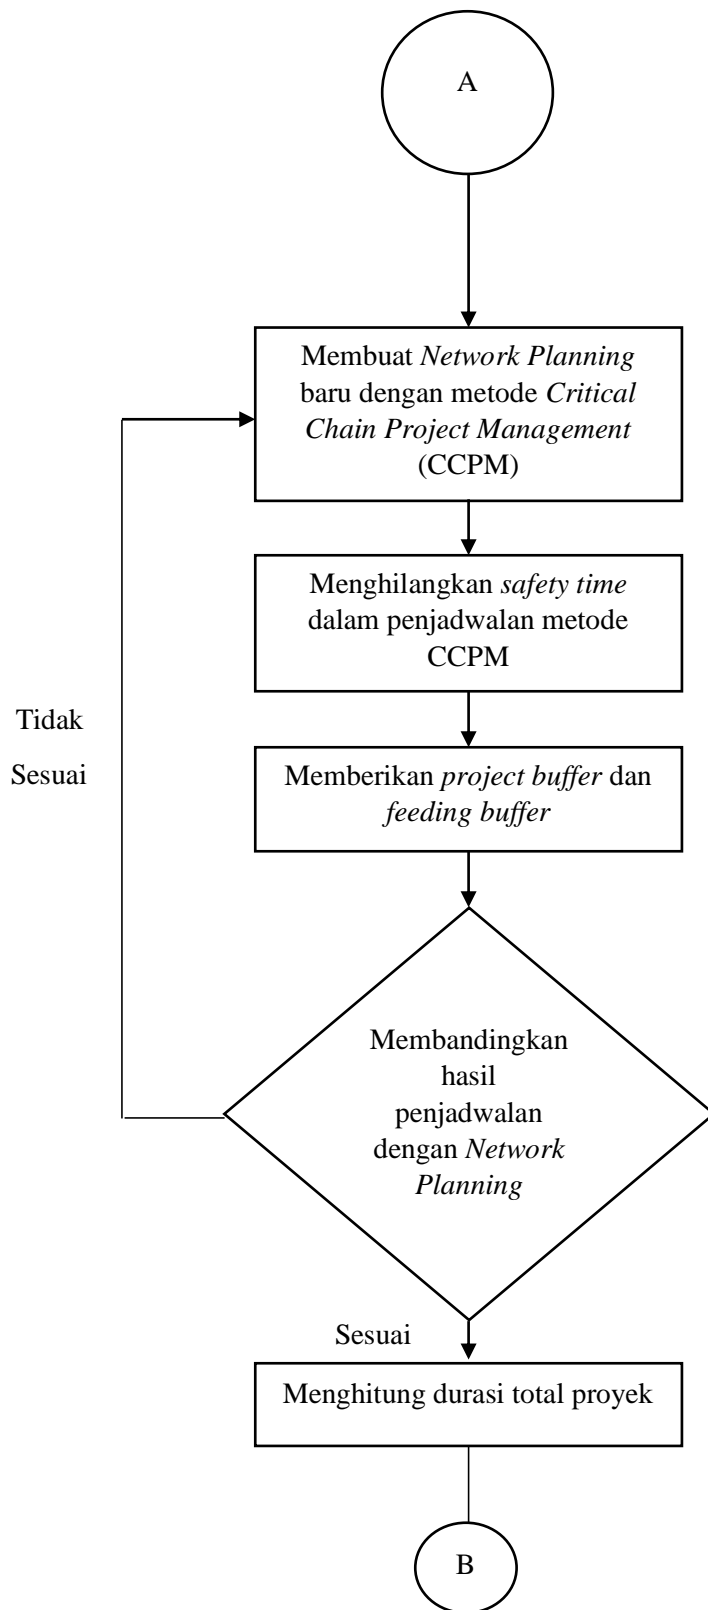 A
Membuat Network Planning
baru dengan metode Critical
Chain Project Management
(CCPM)
Menghilangkan safety time
dalam penjadwalan metode
CCPM
Tidak
Sesuai
Memberikan project buffer dan
feeding buffer
Membandingkan
hasil
penjadwalan
dengan Network
Planning
Sesuai
Menghitung durasi total proyek
B